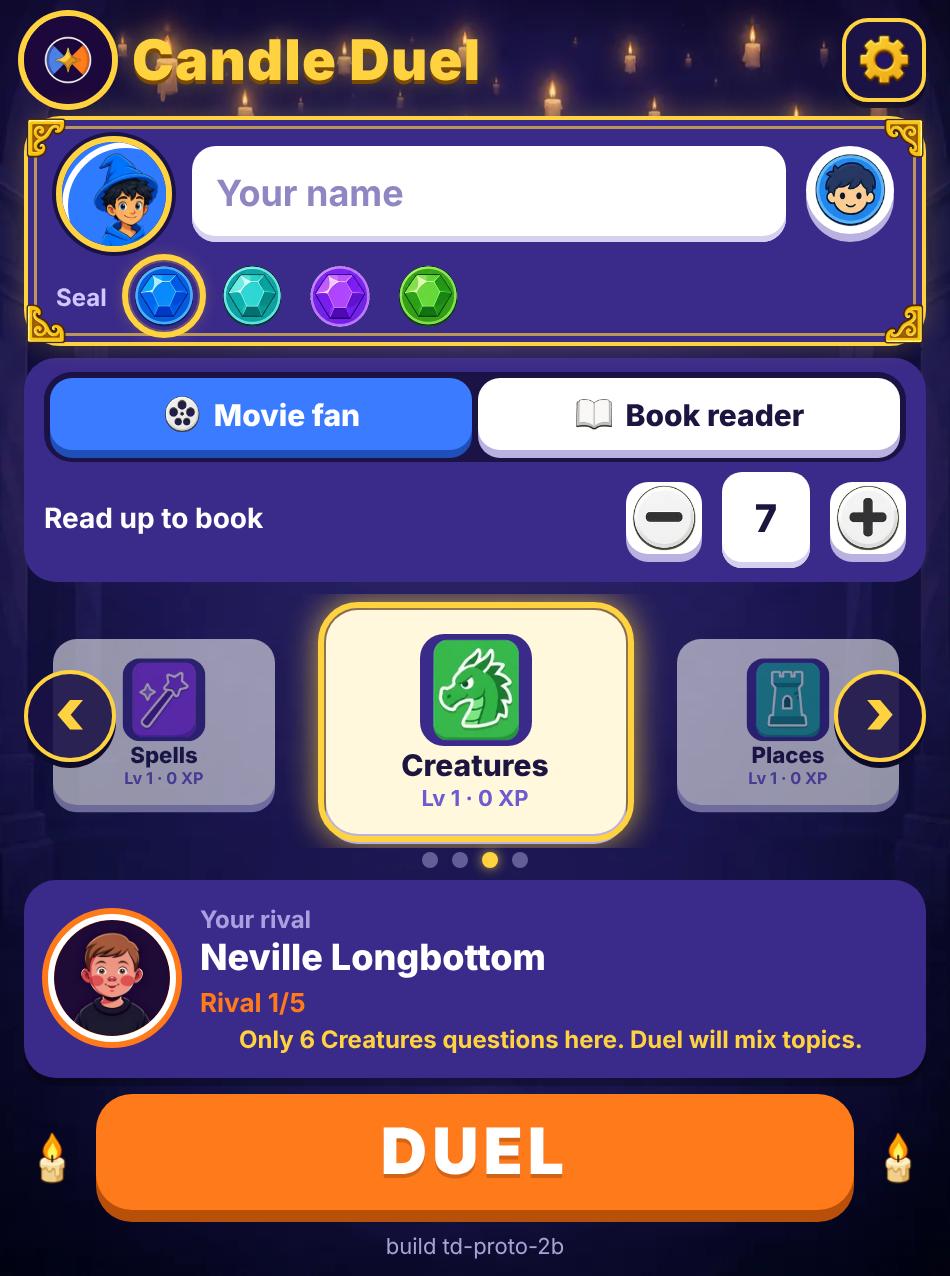 Candle Duel
Your name
Seal
Movie fan
Book reader
Read up to book
7
Spells
Lv 1 · 0 XP
Creatures
Lv 1 · 0 XP
Places
Lv 1 · 0 XP
Your rival
Neville Longbottom
Rival 1/5
Only 6 Creatures questions here. Duel will mix topics.
DUEL
build td-proto-2b